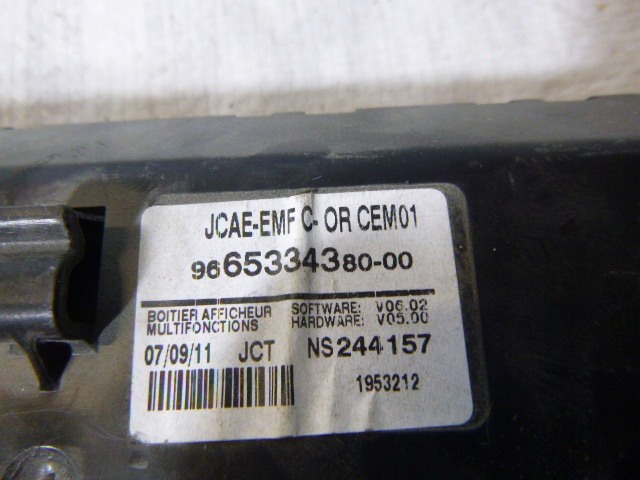 JCAE-EMF C- OR CEM01
9665334380-00
BOITIER AFFICHEUR SOFTWARE: V06.02
MULTIFONCTIONS HARDWARE: V05.00
07/09/11 JCT NS244157
1953212